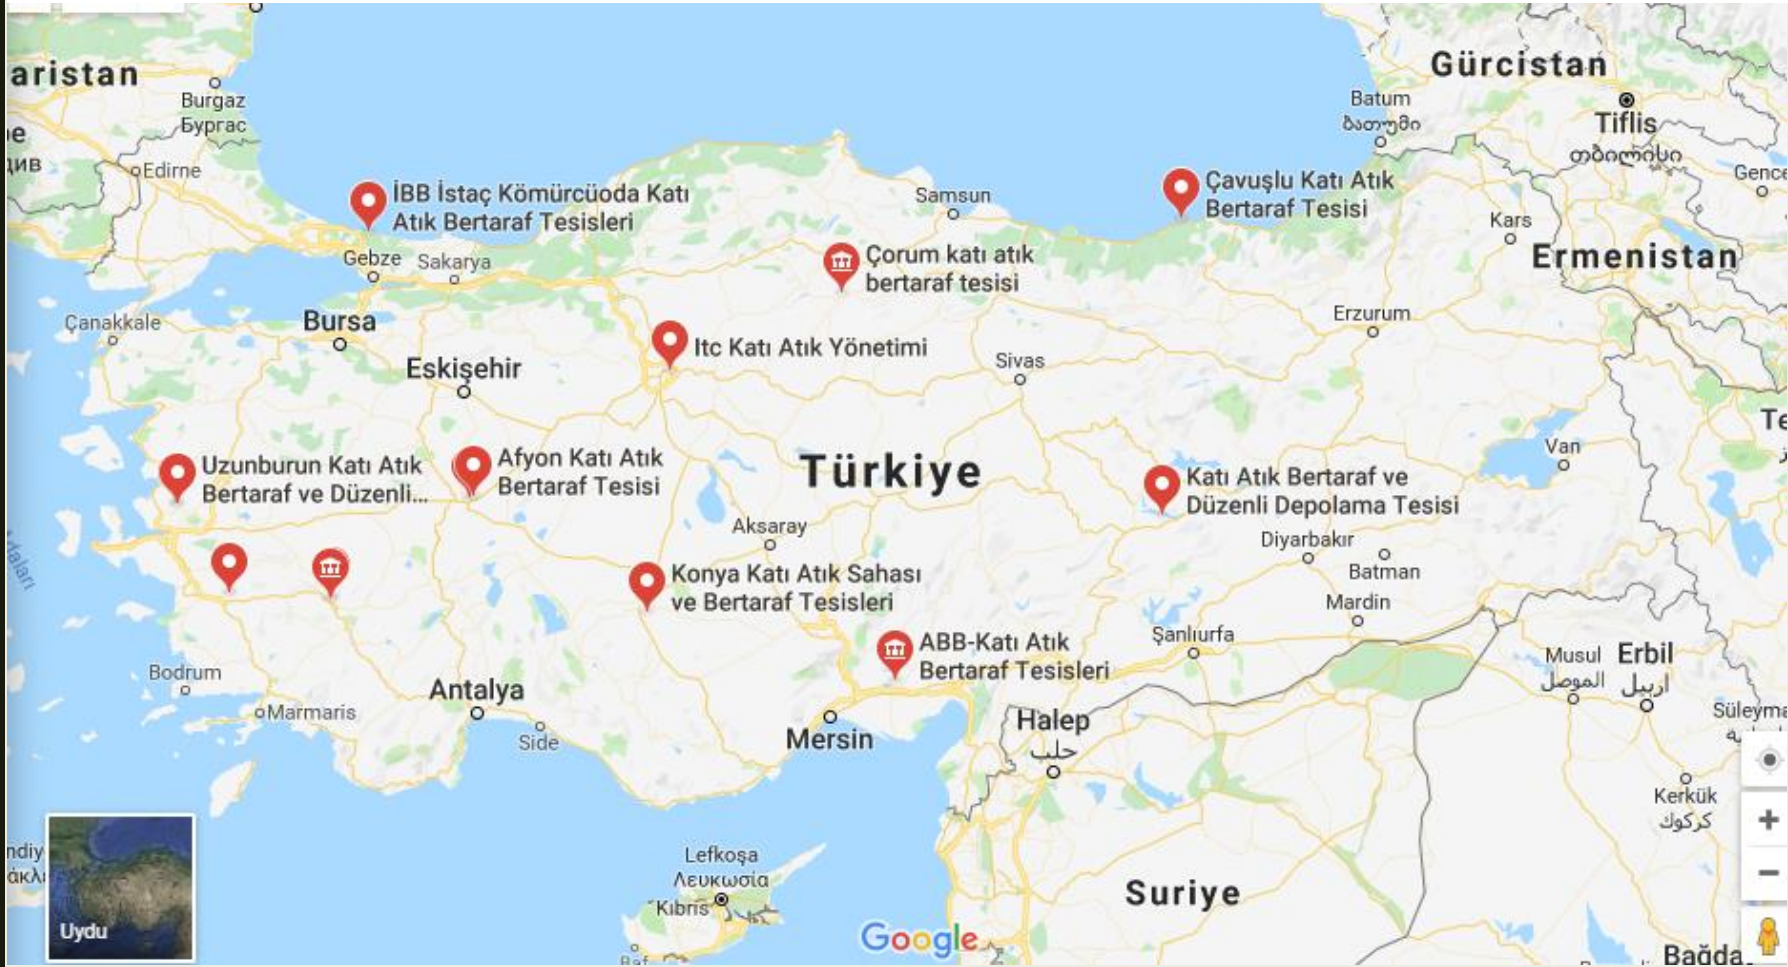 aristan
Burgaz
Бургас
Edirne
İBB İstaç Kömürcüoda Katı
Atık Bertaraf Tesisleri
Gebze
Sakarya
Çanakkale
Bursa
Eskişehir
Samsun
Çorum katı atık
bertaraf tesisi
Itc Katı Atık Yönetimi
Sivas
Çavuşlu Katı Atık
Bertaraf Tesisi
Batum
ბათუმი
Gürcistan
Tiflis
თბილისი
Gence
Kars
Ermenistan
Erzurum
Van
Türkiye
Uzunburun Katı Atık
Bertaraf ve Düzenli...
Afyon Katı Atık
Bertaraf Tesisi
Katı Atık Bertaraf ve
Düzenli Depolama Tesisi
Aksaray
Diyarbakır
Batman
Mardin
Konya Katı Atık Sahası
ve Bertaraf Tesisleri
ABB-Katı Atık
Bertaraf Tesisleri
Şanlıurfa
Bodrum
Marmaris
Antalya
Side
Mersin
Halep
حلب
Musul
الموصل
Erbil
اربيل
Süleyma
Kerkük
كركوك
Lefkoşa
Λευκωσία
Kıbrıs
Suriye
Uydu
Google
Bağda